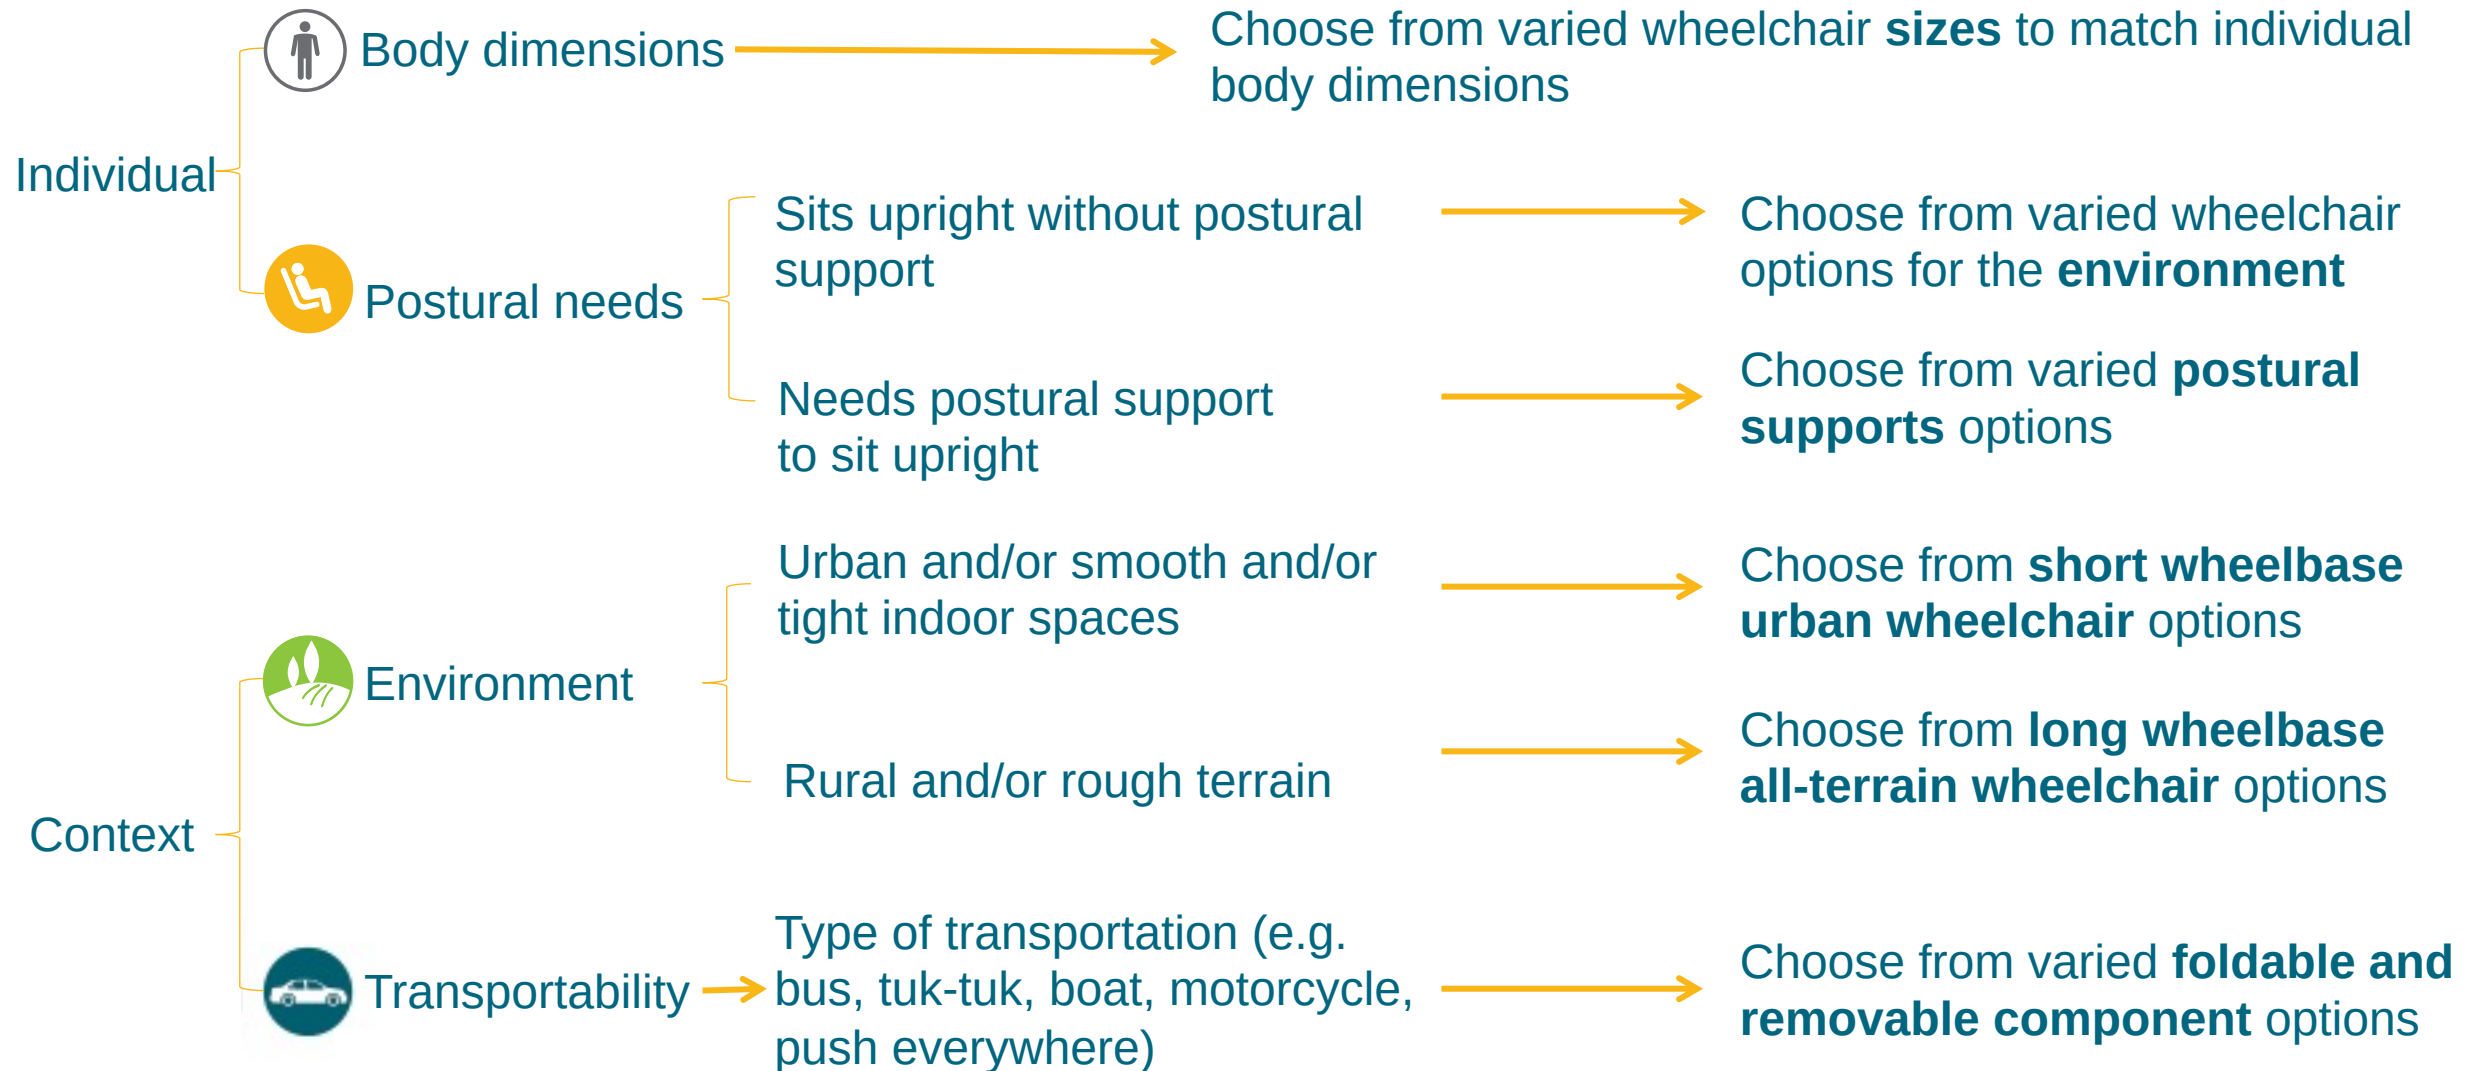 Body dimensions
Choose from varied wheelchair sizes to match individual
body dimensions
Individual
Postural needs
Sits upright without postural
support
Choose from varied wheelchair
options for the environment
Needs postural support
to sit upright
Choose from varied postural
supports options
Context
Environment
Urban and/or smooth and/or
tight indoor spaces
Choose from short wheelbase
urban wheelchair options
Rural and/or rough terrain
Choose from long wheelbase
all-terrain wheelchair options
Transportability
Type of transportation (e.g.
bus, tuk-tuk, boat, motorcycle,
push everywhere)
Choose from varied foldable and
removable component options